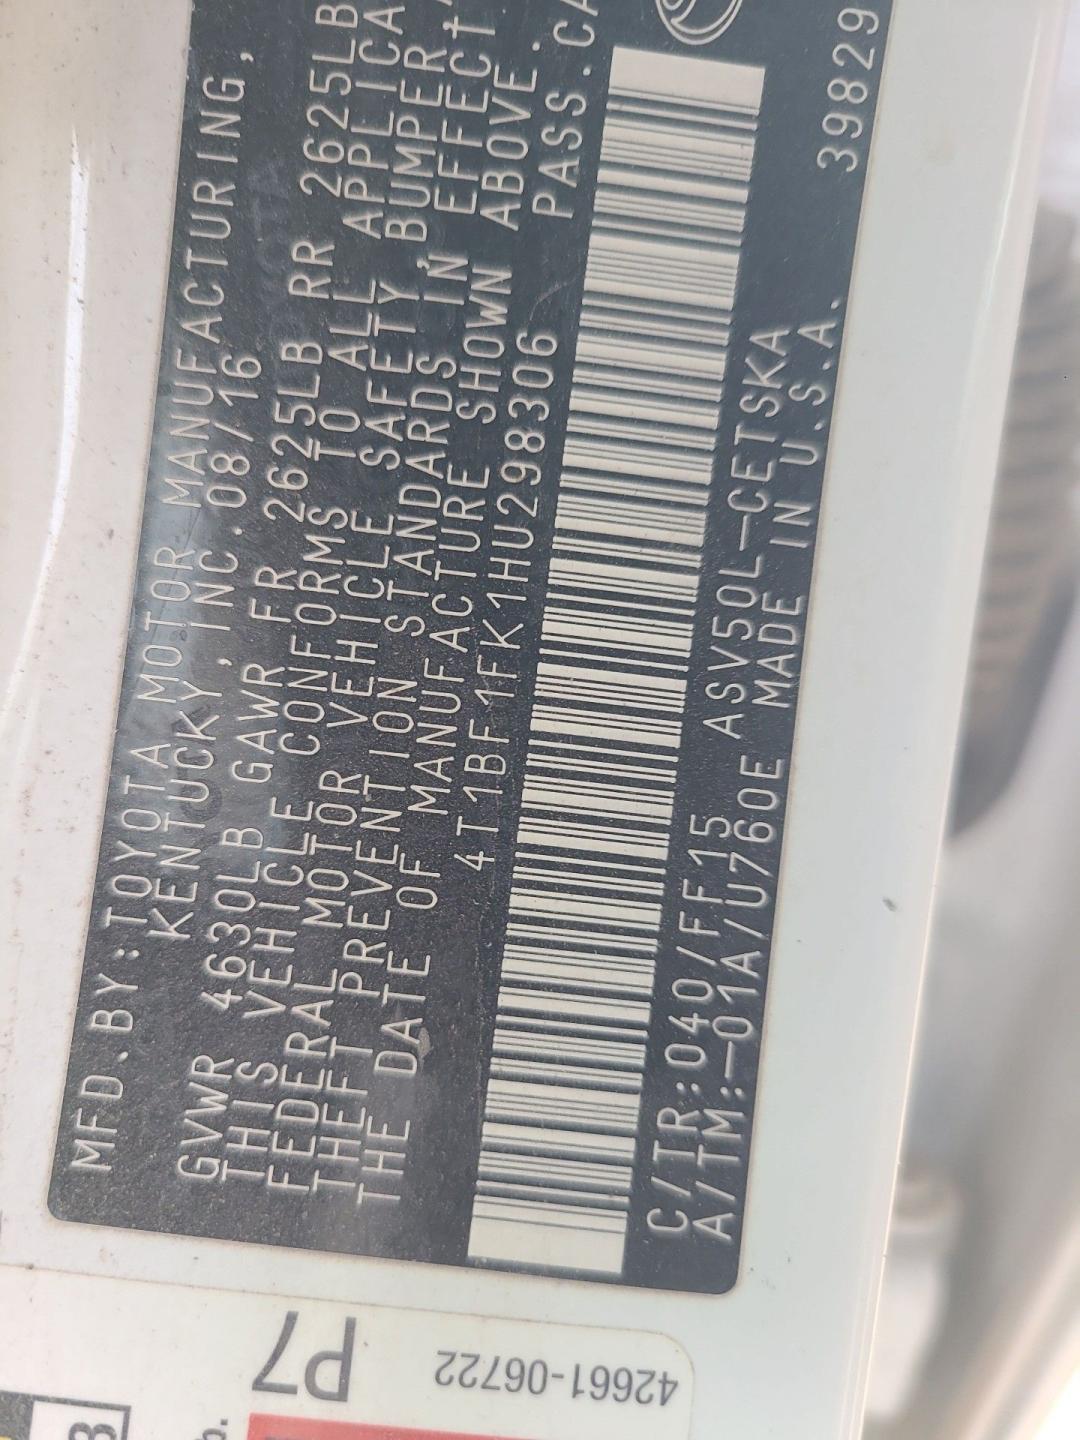 MFD.BY:TOYOTA MOTOR MANUFACTURING,
KENTUCKY, INC. 08/16
GVWR 4630LB GAWR FR 2625LB RR 2625LB
THIS VEHICLE CONFORMS TO ALL APPLICA
FEDERAL MOTOR VEHICLE SAFETY, BUMPER,
THEFT PREVENTION STANDARDS IN EFFECT
THE DATE OF MANUFACTURE SHOWN ABOVE.
4T1BF1FK1HU298306 PASS.CA
C/TR:040/FF15 ASV50L-CETSKA
A/TM:-01A/U760E MADE IN U.S.A.
39829
P7
42661-06722